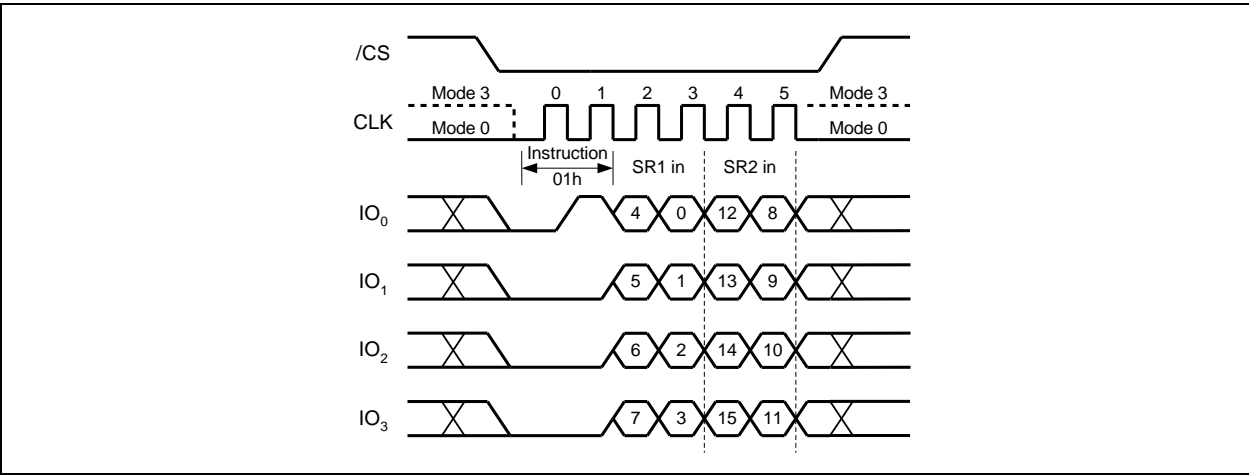 /CS
Mode 3 0 1 2 3 4 5 Mode 3
CLK
Mode 0 Mode 0
Instruction
SR1 in SR2 in
01h
IO0 4 0 12 8
IO1 5 1 13 9
IO2 6 2 14 10
IO3 7 3 15 11